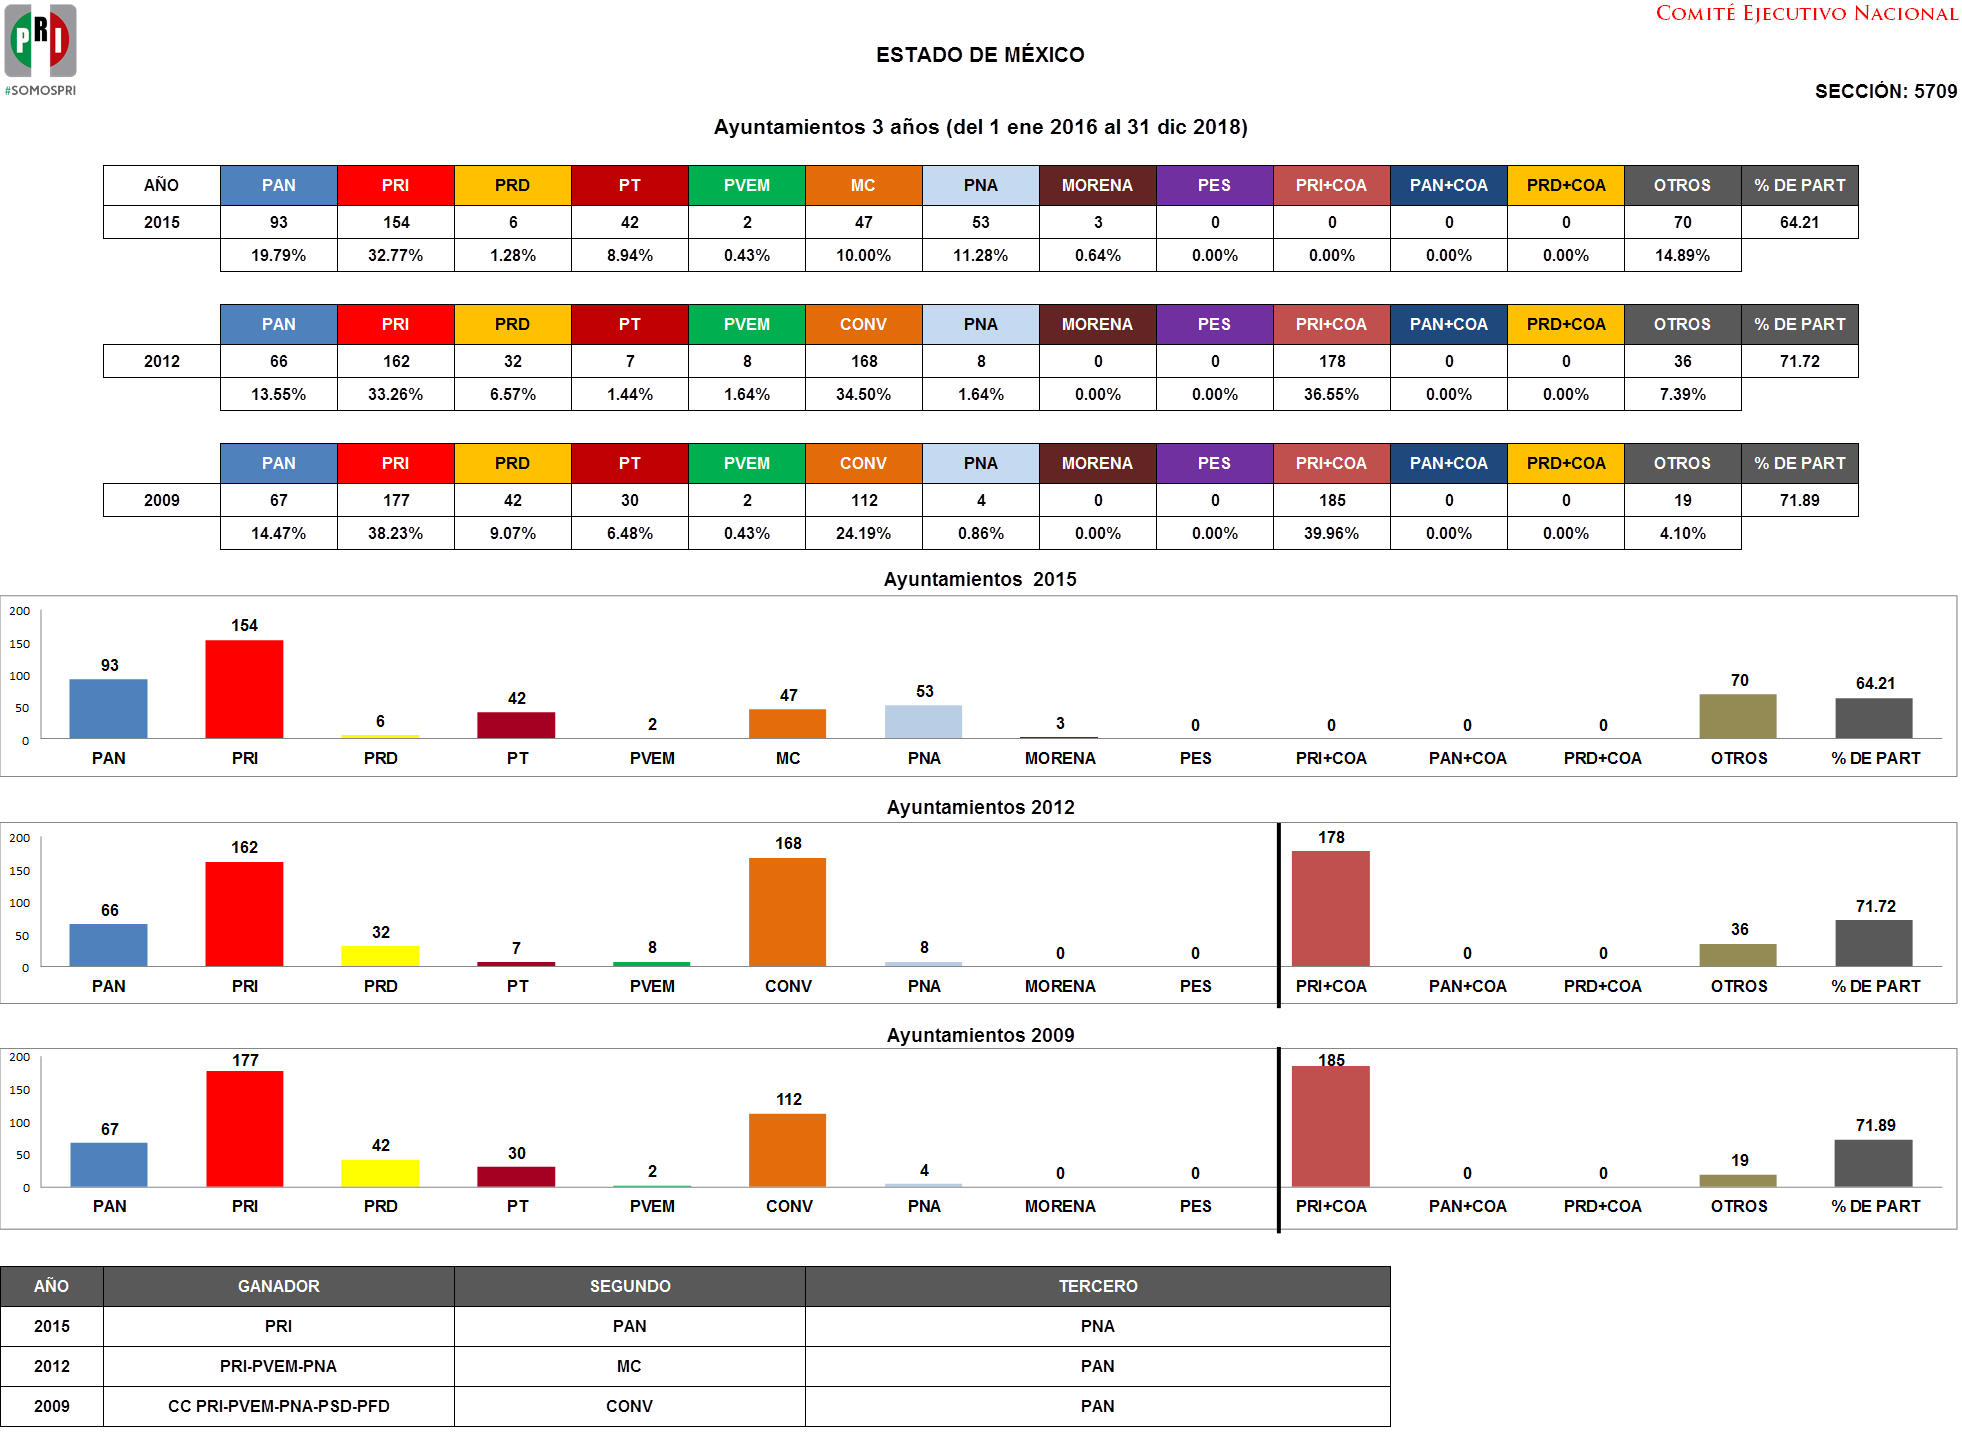 PRI
#SOMOSPRI
COMITÉ EJECUTIVO NACIONAL
ESTADO DE MÉXICO
SECCIÓN: 5709
Ayuntamientos 3 años (del 1 ene 2016 al 31 dic 2018)
AÑO PAN PRI PRD PT PVEM MC PNA MORENA PES PRI+COA PAN+COA PRD+COA OTROS % DE PART
2015 93 154 6 42 2 47 53 3 0 0 0 0 70 64.21
19.79% 32.77% 1.28% 8.94% 0.43% 10.00% 11.28% 0.64% 0.00% 0.00% 0.00% 0.00% 14.89%
PAN PRI PRD PT PVEM CONV PNA MORENA PES PRI+COA PAN+COA PRD+COA OTROS % DE PART
2012 66 162 32 7 8 168 8 0 0 178 0 0 36 71.72
13.55% 33.26% 6.57% 1.44% 1.64% 34.50% 1.64% 0.00% 0.00% 36.55% 0.00% 0.00% 7.39%
PAN PRI PRD PT PVEM CONV PNA MORENA PES PRI+COA PAN+COA PRD+COA OTROS % DE PART
2009 67 177 42 30 2 112 4 0 0 185 0 0 19 71.89
14.47% 38.23% 9.07% 6.48% 0.43% 24.19% 0.86% 0.00% 0.00% 39.96% 0.00% 0.00% 4.10%
Ayuntamientos 2015
200
150
100
50
0
93 154 6 42 2 47 53 3 0 0 0 0 70 64.21
PAN PRI PRD PT PVEM MC PNA MORENA PES PRI+COA PAN+COA PRD+COA OTROS % DE PART
Ayuntamientos 2012
200
150
100
50
0
66 162 32 7 8 168 8 0 0 178 0 0 36 71.72
PAN PRI PRD PT PVEM CONV PNA MORENA PES PRI+COA PAN+COA PRD+COA OTROS % DE PART
Ayuntamientos 2009
200
150
100
50
0
67 177 42 30 2 112 4 0 0 185 0 0 19 71.89
PAN PRI PRD PT PVEM CONV PNA MORENA PES PRI+COA PAN+COA PRD+COA OTROS % DE PART
AÑO GANADOR SEGUNDO TERCERO
2015 PRI PAN PNA
2012 PRI-PVEM-PNA MC PAN
2009 CC PRI-PVEM-PNA-PSD-PFD CONV PAN